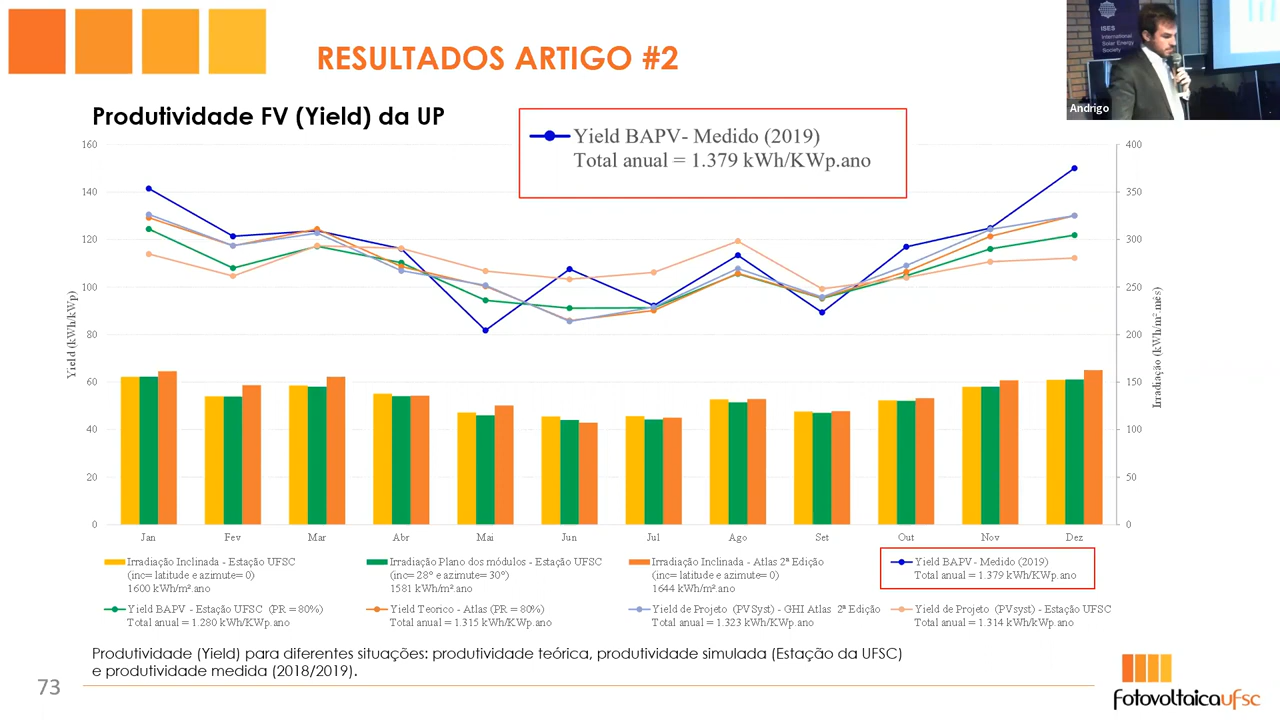 RESULTADOS ARTIGO #2
ISES
International
Solar Energy
Society
Andrigo
Produtividade FV (Yield) da UP
Yield BAPV- Medido (2019)
Total anual = 1.379 kWh/KWp.ano
160
140
120
100
80
60
40
20
0
Yield (kWh/kWp)
400
350
300
250
200
150
100
50
0
Irradiação (kWh/m².mês)
Jan Fev Mar Abr Mai Jun Jul Ago Set Out Nov Dez
Irradiação Inclinada - Estação UFSC
(inc= latitude e azimute= 0)
1600 kWh/m².ano
Irradiação Plano dos módulos - Estação UFSC
(inc= 28° e azimute= 30°)
1581 kWh/m².ano
Irradiação Inclinada - Atlas 2ª Edição
(inc= latitude e azimute= 0)
1644 kWh/m².ano
Yield BAPV - Medido (2019)
Total anual = 1.379 kWh/KWp.ano
Yield BAPV - Estação UFSC (PR = 80%)
Total anual = 1.280 kWh/KWp.ano
Yield Teorico - Atlas (PR = 80%)
Total anual = 1.315 kWh/KWp.ano
Yield de Projeto (PVSyst) - GHI Atlas 2ª Edição
Total anual = 1.323 kWh/KWp.ano
Yield de Projeto (PVsyst) - Estação UFSC
Total anual = 1.314 kWh/kWp.ano
Produtividade (Yield) para diferentes situações: produtividade teórica, produtividade simulada (Estação da UFSC)
e produtividade medida (2018/2019).
73
fotovoltaicaufsc